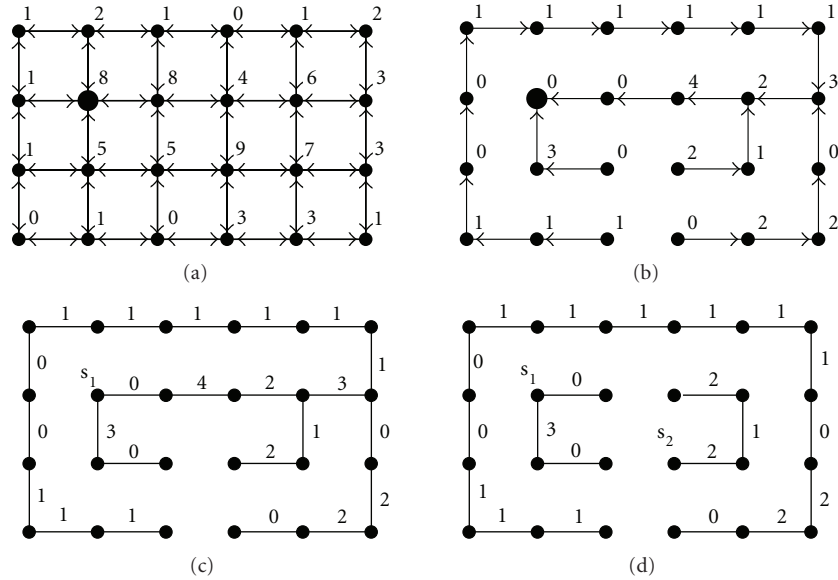 1 2 1 0 1 2
1 8 8 4 6 3
1 5 5 9 7 3
0 1 0 3 3 1
(a)
1 1 1 1 1 1
0 0 0 4 2 3
0 3 0 2 1 0
1 1 1 0 2 2
(b)
1 1 1 1 1
0 1
s₁ 0 4 2 3
0 3 1 0
0 2
1 2
1 1 0 2
(c)
1 1 1 1 1
0 1
s₁ 0 2
0 3 1 0
s₂
0 2
1 2
1 1 0 2
(d)